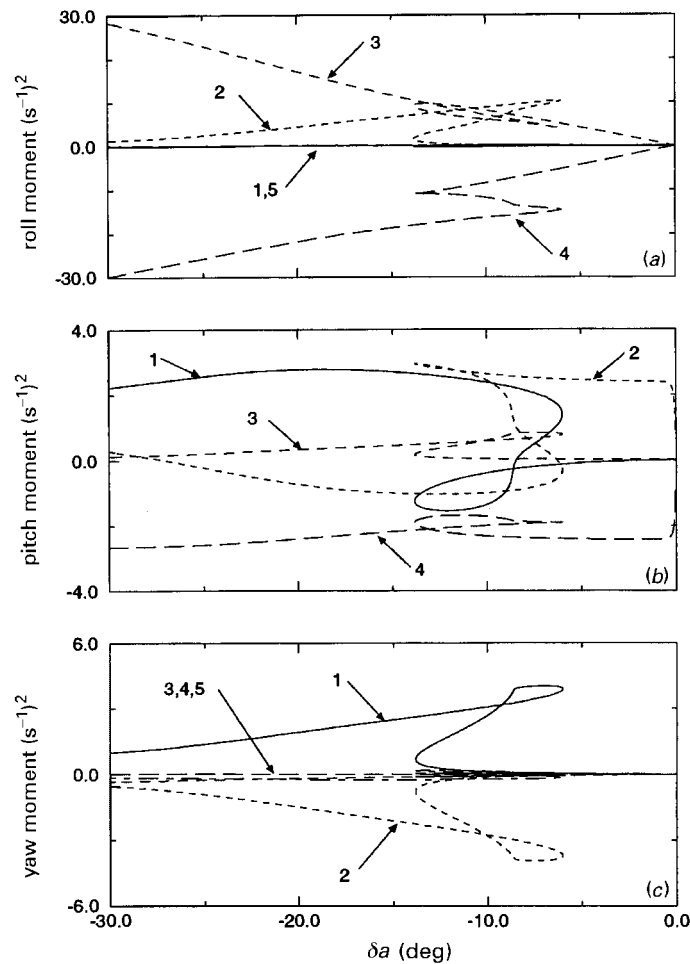 30.0
3
2
0.0
1,5
4
-30.0
(a)
roll moment (s⁻¹)²
4.0
1
2
3
0.0
4
-4.0
(b)
pitch moment (s⁻¹)²
6.0
3,4,5
1
0.0
2
-6.0
(c)
yaw moment (s⁻¹)²
-30.0 -20.0 -10.0 0.0
δa (deg)